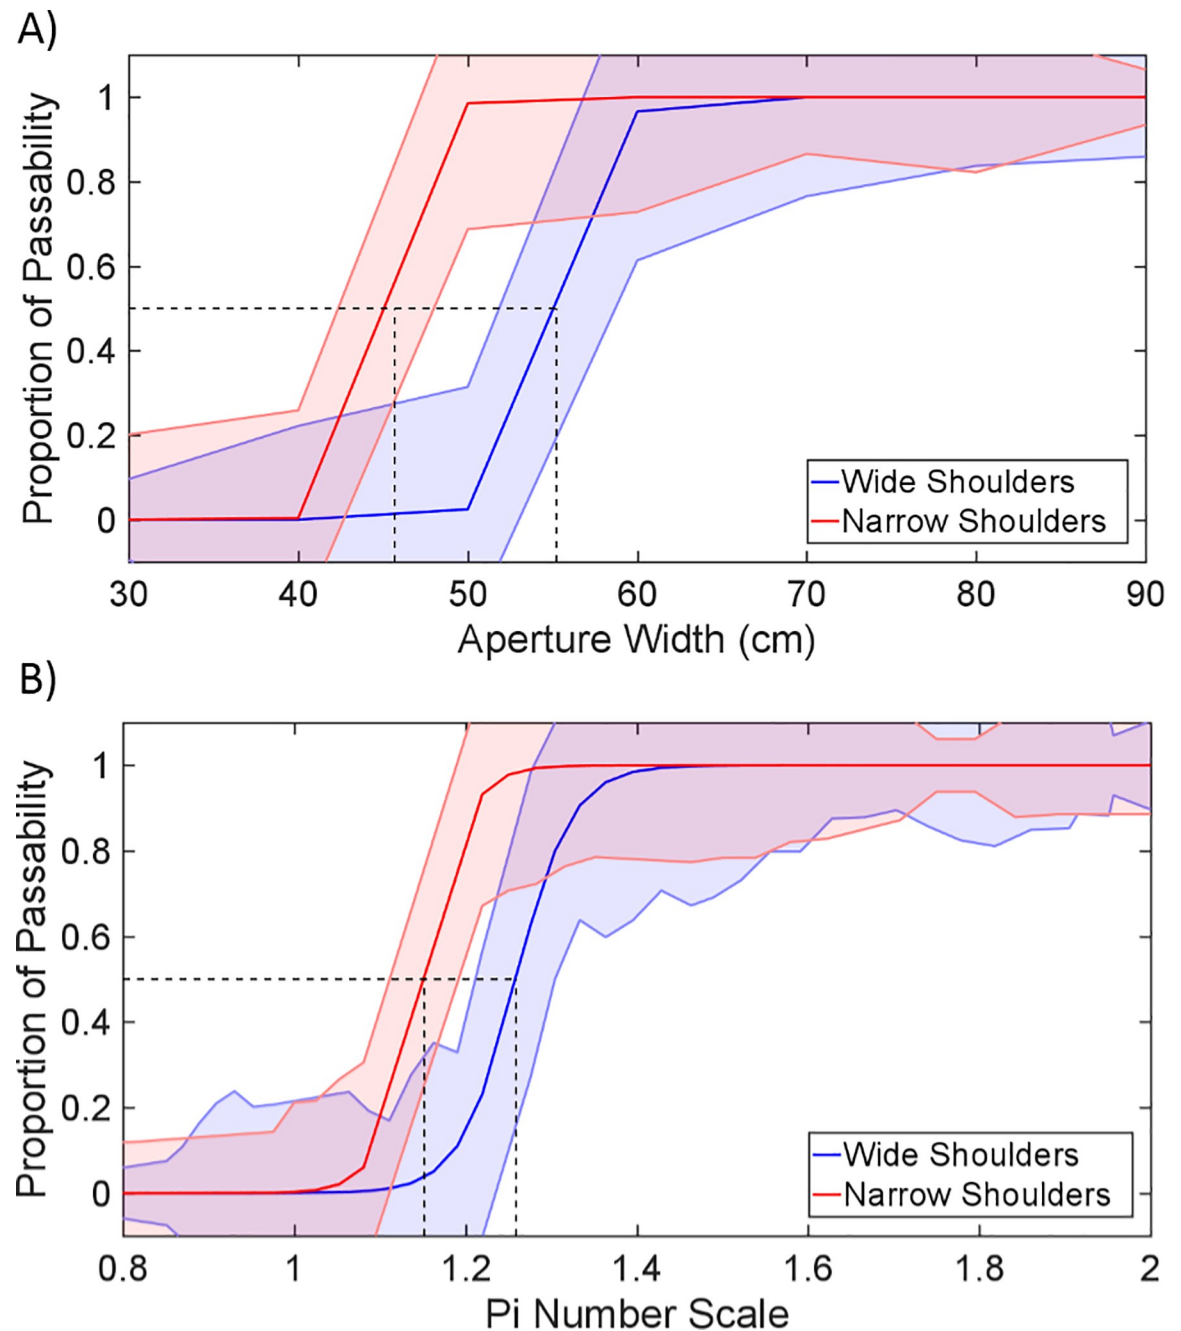 A)
Proportion of Passability
1
0.8
0.6
0.4
0.2
0
Wide Shoulders
Narrow Shoulders
30 40 50 60 70 80 90
Aperture Width (cm)
B)
Proportion of Passability
1
0.8
0.6
0.4
0.2
0
Wide Shoulders
Narrow Shoulders
0.8 1 1.2 1.4 1.6 1.8 2
Pi Number Scale